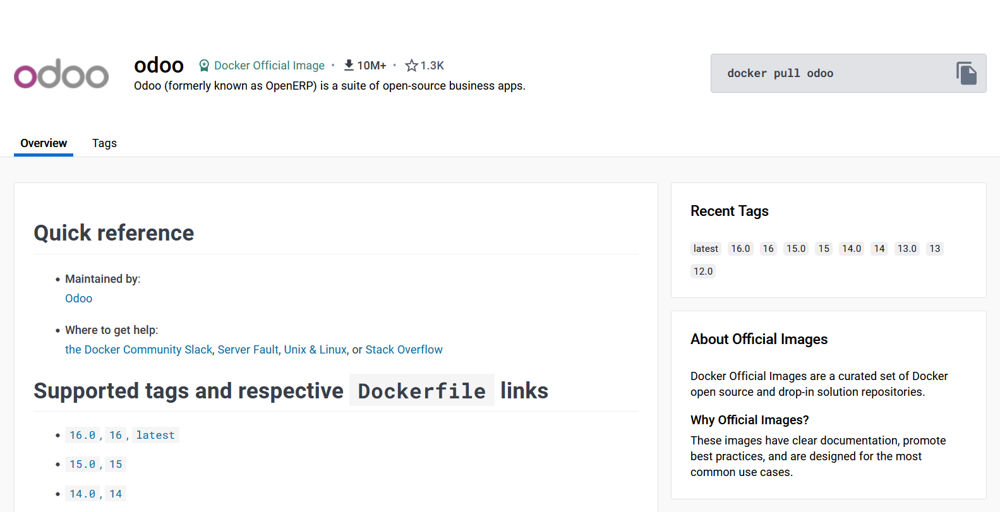 odoo
odoo Docker Official Image • 10M+ • 1.3K
Odoo (formerly known as OpenERP) is a suite of open-source business apps.
docker pull odoo
Overview Tags
Quick reference
• Maintained by:
Odoo
• Where to get help:
the Docker Community Slack, Server Fault, Unix & Linux, or Stack Overflow
Supported tags and respective Dockerfile links
• 16.0, 16, latest
• 15.0, 15
• 14.0, 14
Recent Tags
latest 16.0 16 15.0 15 14.0 14 13.0 13
12.0
About Official Images
Docker Official Images are a curated set of Docker
open source and drop-in solution repositories.
Why Official Images?
These images have clear documentation, promote
best practices, and are designed for the most
common use cases.